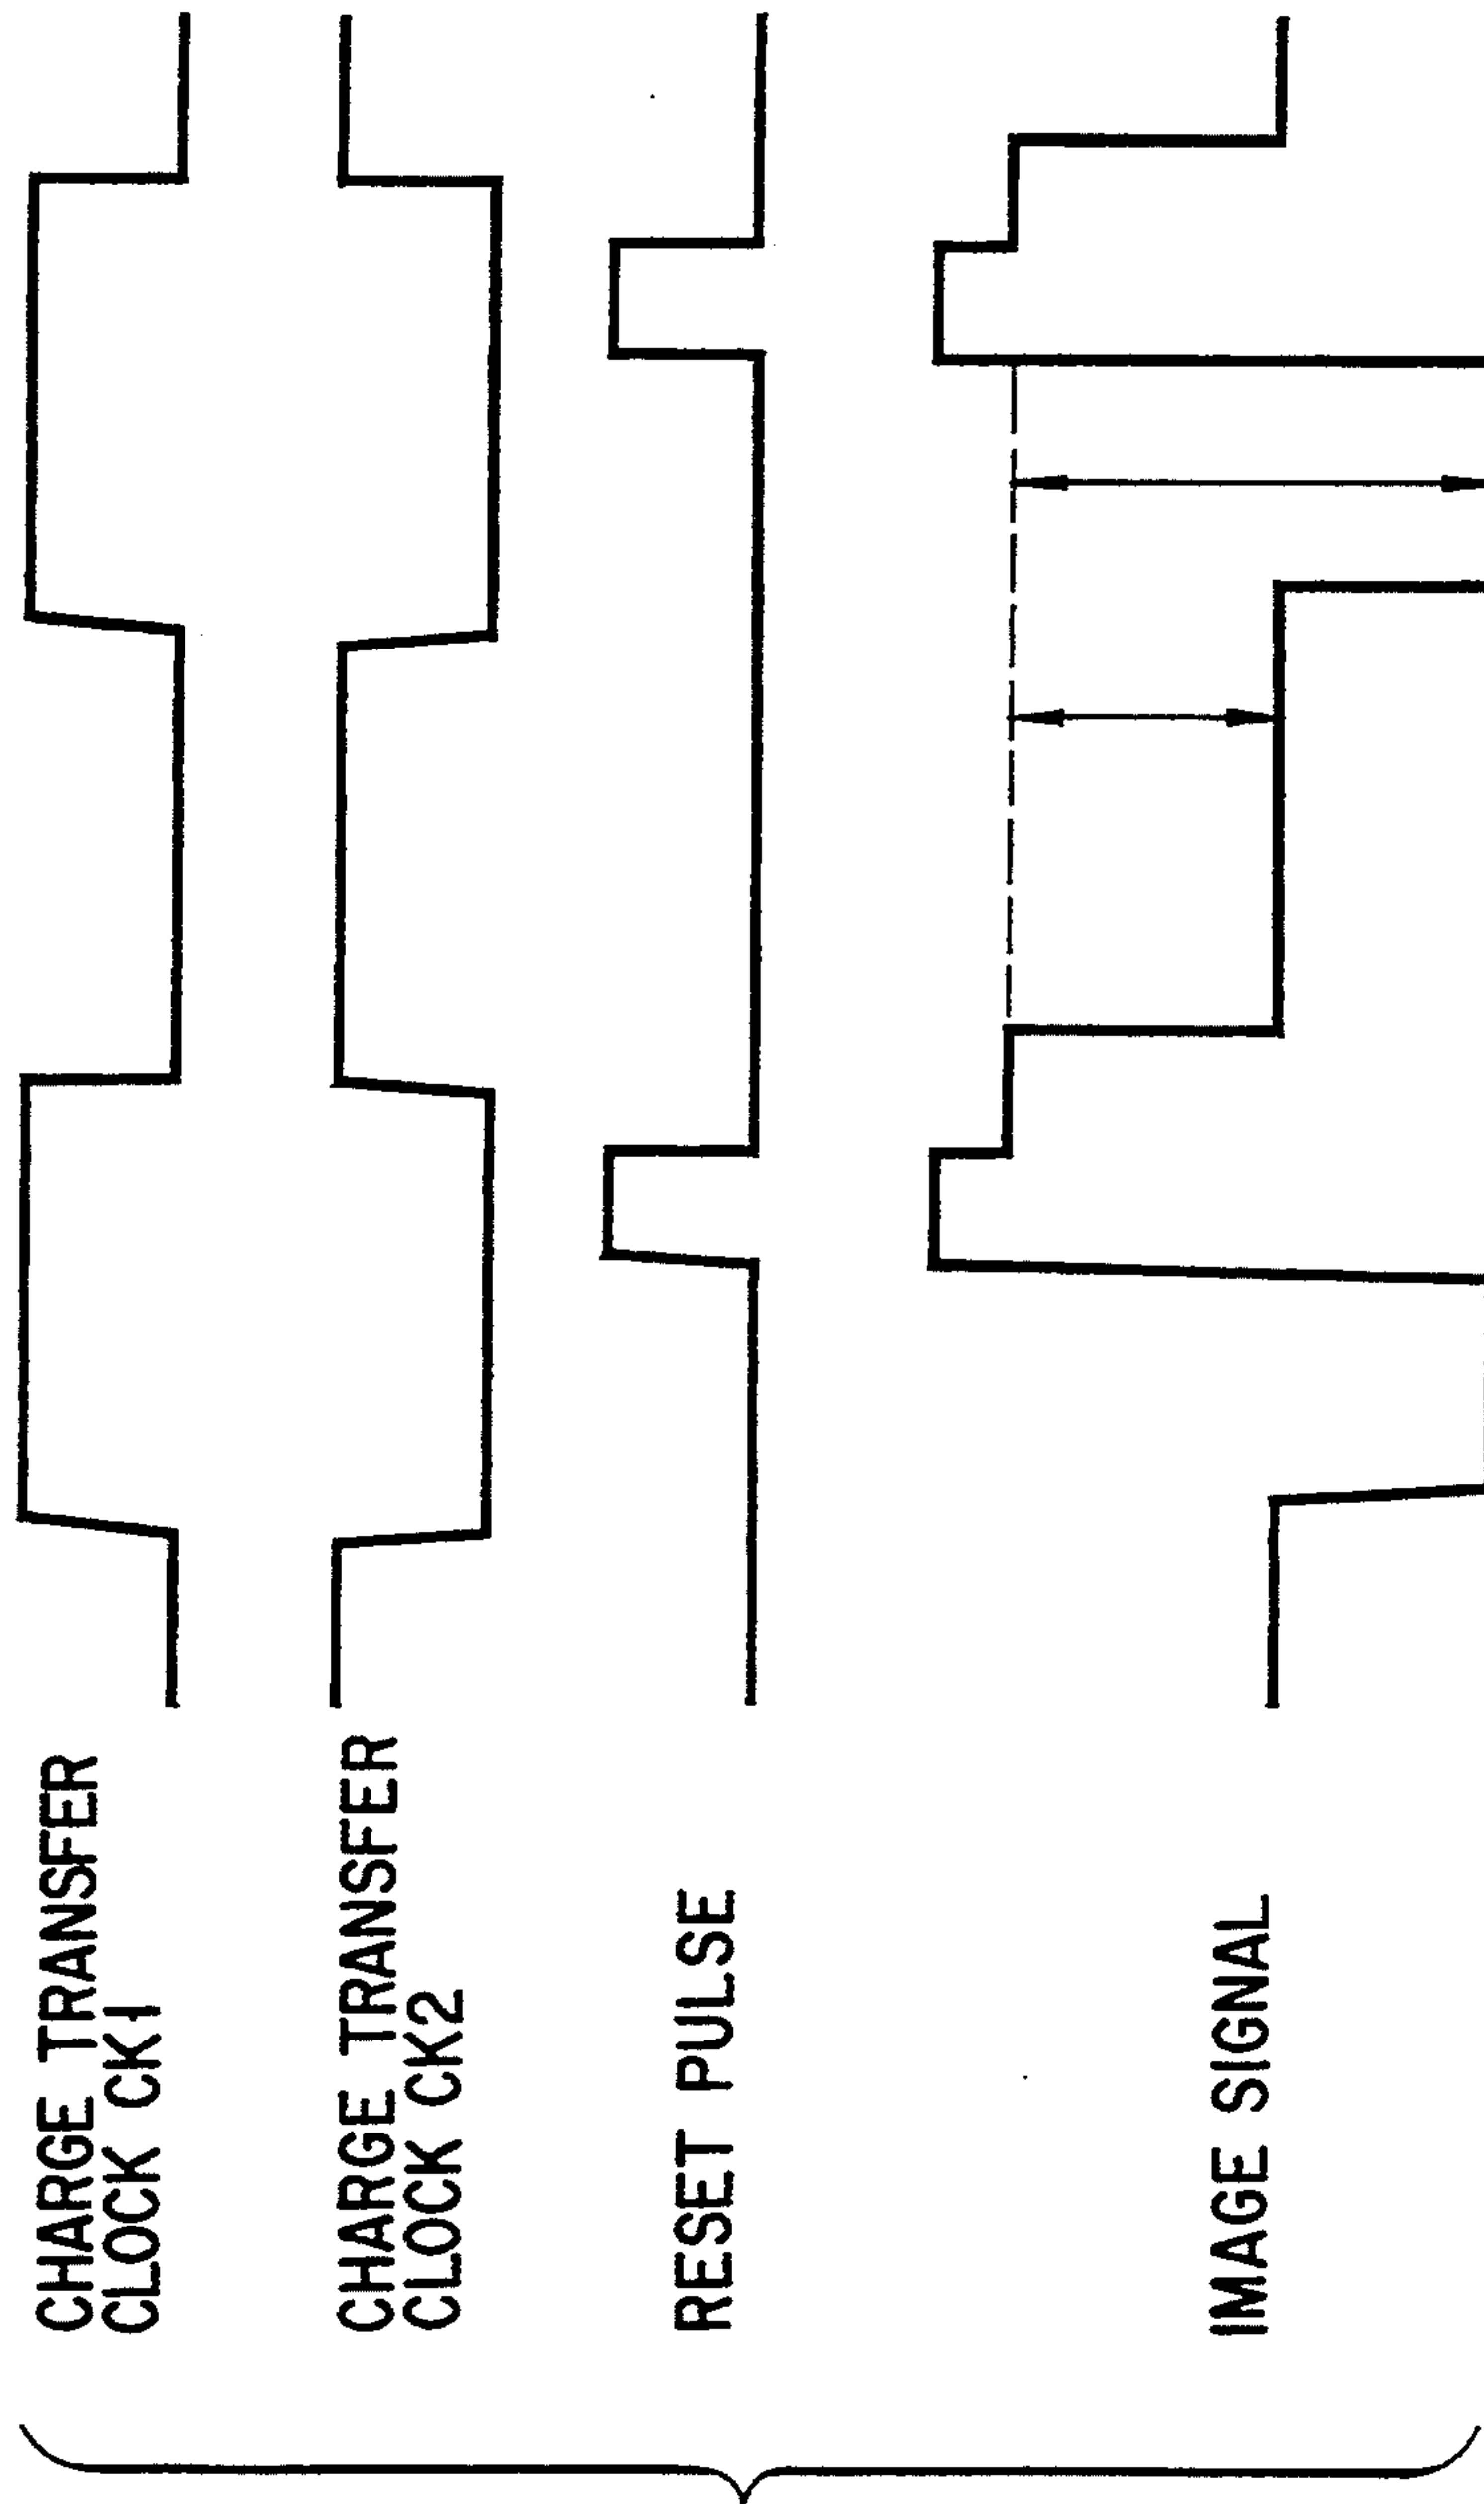 CHARGE TRANSFER
CLOCK CK1
CHARGE TRANSFER
CLOCK CK2
RESET PULSE
IMAGE SIGNAL